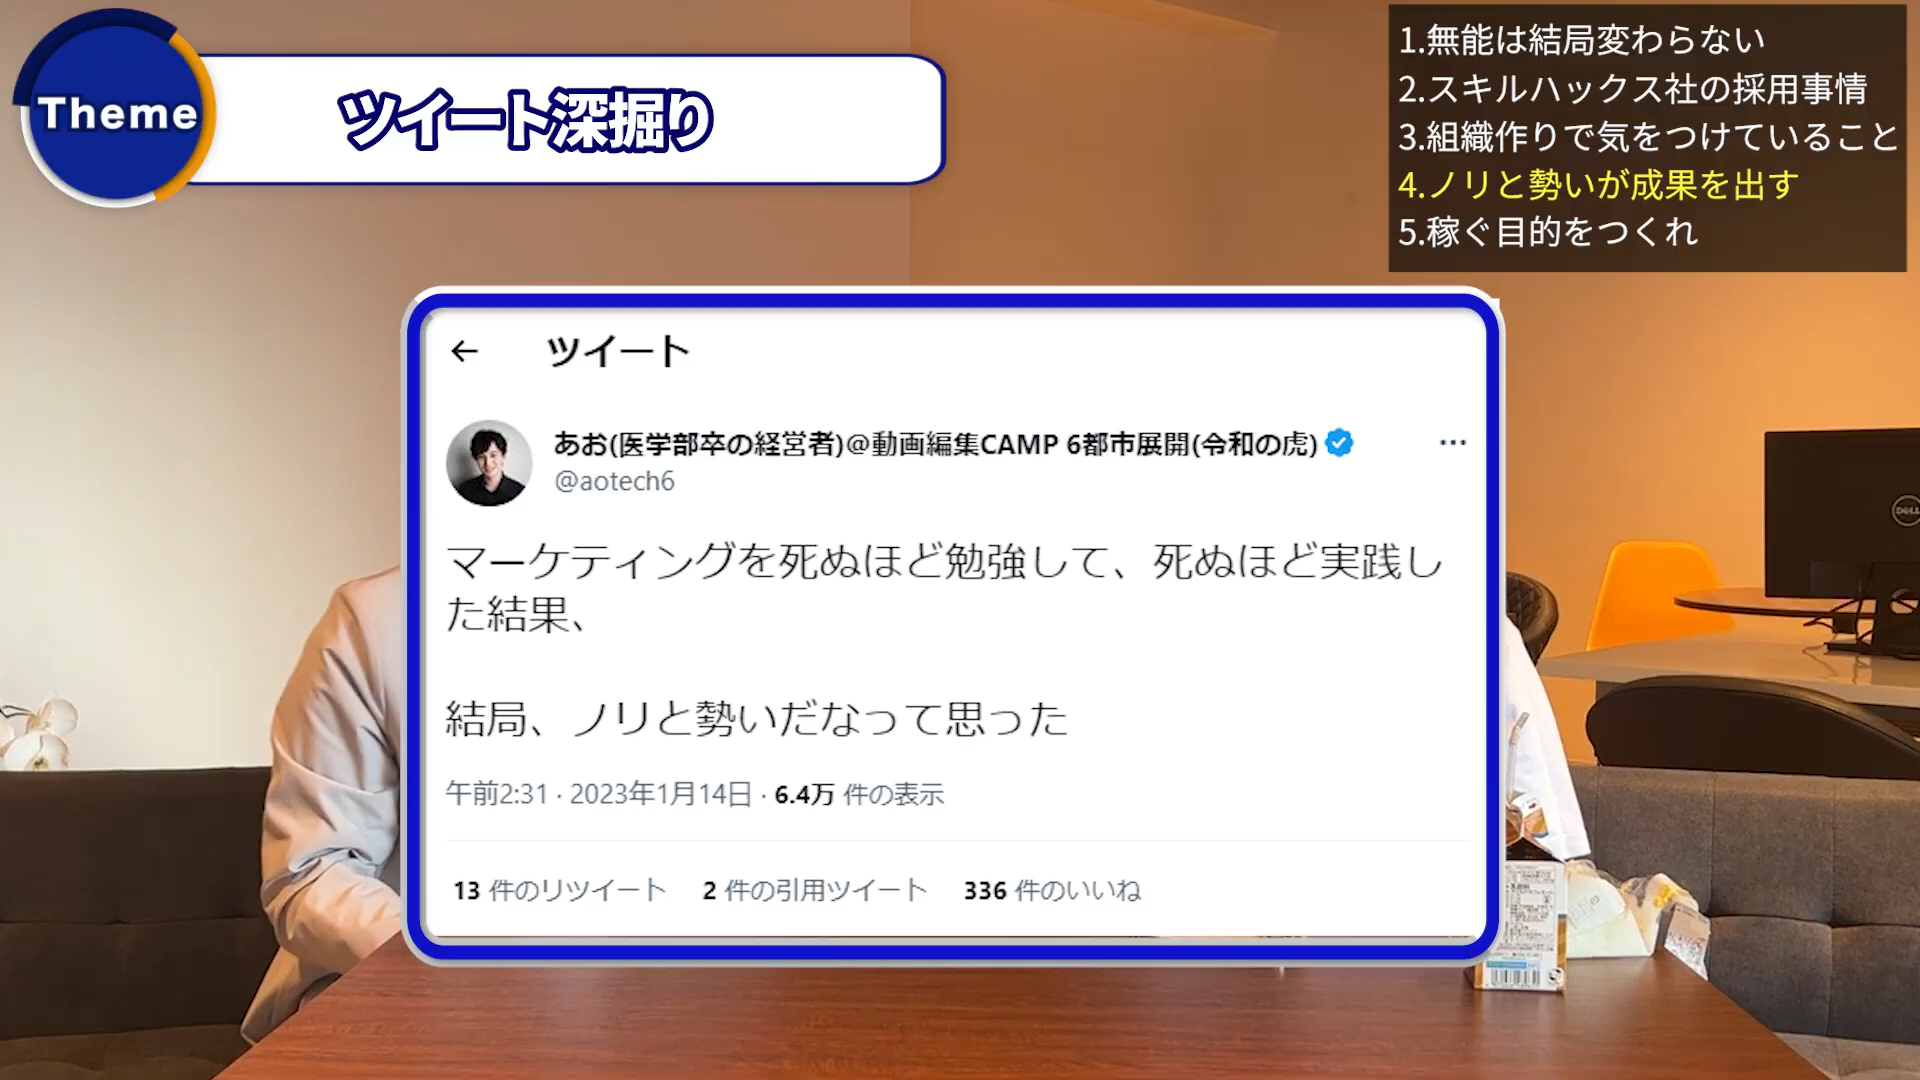 Theme
ツイート深掘り
1.無能は結局変わらない
2.スキルハックス社の採用事情
3.組織作りで気をつけていること
4.ノリと勢いが成果を出す
5.稼ぐ目的をつくれ
← ツイート
あお(医学部卒の経営者)@動画編集CAMP 6都市展開(令和の虎)
@aotech6
マーケティングを死ぬほど勉強して、死ぬほど実践し
た結果、
結局、ノリと勢いだなって思った
午前2:31 · 2023年1月14日 · 6.4万 件の表示
13 件のリツイート 2 件の引用ツイート 336 件のいいね
DELL